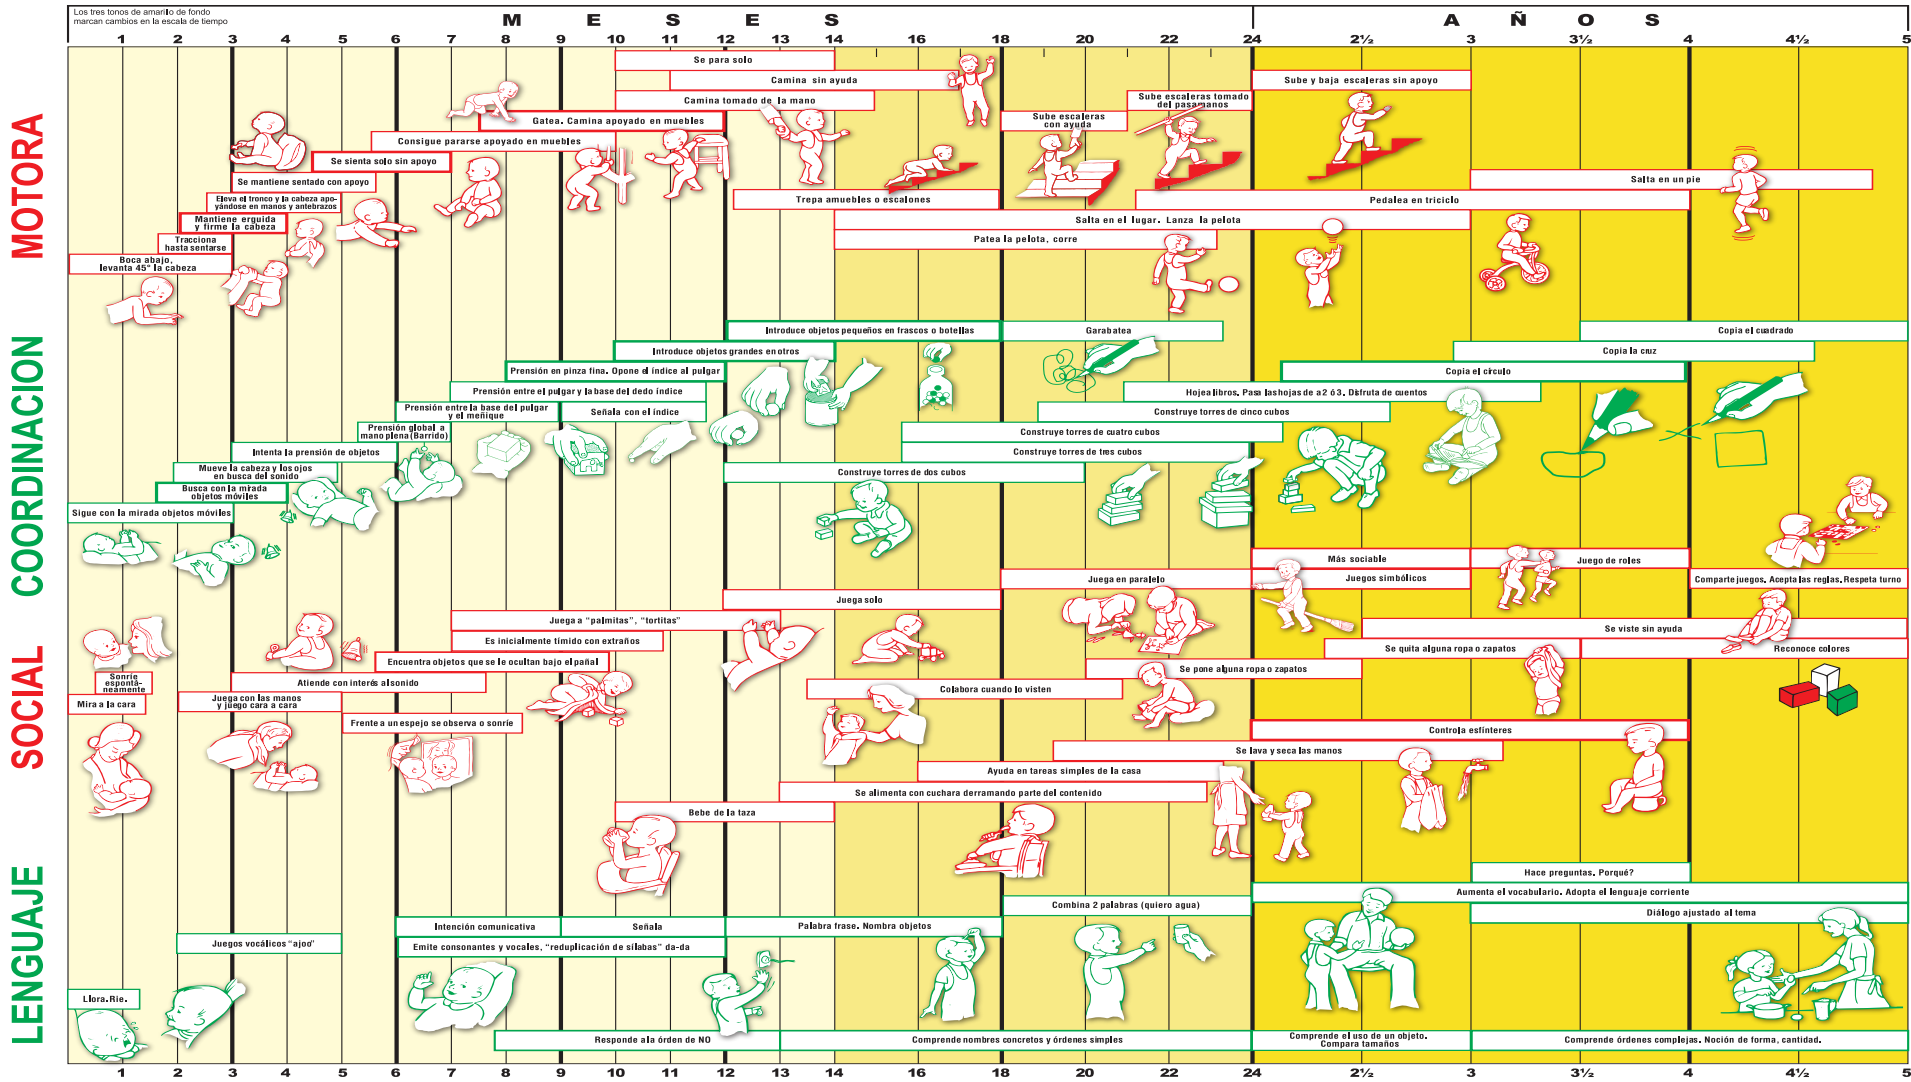 Los tres tonos de amarillo de fondo
marcan cambios en la escala de tiempo
M E S E S
A Ñ O S
1 2 3 4 5 6 7 8 9 10 11 12 14 16 18 20 22 24 2½ 3 3½ 4 4½ 5
MOTORA
Se para solo
Camina sin ayuda
Sube y baja escaleras sin apoyo
Camina tomado de la mano
Sube escaleras tomado
del pasamanos
Gatea. Camina apoyado en muebles
Sube escaleras
con ayuda
Consigue pararse apoyado en muebles
Se sienta solo sin apoyo
Se mantiene sentado con apoyo
Salta en un pie
Eleva el tronco y la cabeza apo-
yándose en manos y antebrazos
Trepa amuebles o escalones
Pedalea en triciclo
Mantiene erguida
y firme la cabeza
Salta en el lugar. Lanza la pelota
Tracciona
hasta sentarse
Patea la pelota, corre
Boca abajo,
levanta 45° la cabeza
COORDINACION
Introduce objetos pequeños en frascos o botellas
Garabatea
Copia el cuadrado
Introduce objetos grandes en otros
Copia la cruz
Prensión en pinza fina. Opone el índice al pulgar
Copia el círculo
Prensión entre el pulgar y la base del dedo índice
Hojea libros. Pasa las hojas de a 2 ó 3. Disfruta de cuentos
Prensión entre la base del pulgar
y el meñique
Señala con el índice
Construye torres de cinco cubos
Prensión global a
mano plena (Barrido)
Construye torres de cuatro cubos
Intenta la prensión de objetos
Construye torres de tres cubos
Mueve la cabeza y los ojos
en busca del sonido
Construye torres de dos cubos
Busca con la mirada
objetos móviles
Sigue con la mirada objetos móviles
SOCIAL
Más sociable
Juego de roles
Juega en paralelo
Juegos simbólicos
Comparte juegos. Acepta las reglas. Respeta turno
Juega solo
Juega a “palmitas”, “tortitas”
Se viste sin ayuda
Es inicialmente tímido con extraños
Se quita alguna ropa o zapatos
Reconoce colores
Encuentra objetos que se le ocultan bajo el pañal
Se pone alguna ropa o zapatos
Sonríe
espontá-
neamente
Atiende con interés al sonido
Colabora cuando lo visten
Mira a la cara
Juega con las manos
y juego cara a cara
Frente a un espejo se observa o sonríe
Controla esfínteres
Se lava y seca las manos
Ayuda en tareas simples de la casa
Se alimenta con cuchara derramando parte del contenido
Bebe de la taza
LENGUAJE
Hace preguntas. Porqué?
Aumenta el vocabulario. Adopta el lenguaje corriente
Combina 2 palabras (quiero agua)
Diálogo ajustado al tema
Intención comunicativa
Señala
Palabra frase. Nombra objetos
Juegos vocálicos “ajoo”
Emite consonantes y vocales, “reduplicación de sílabas” da-da
Llora. Rie.
Responde a la órden de NO
Comprende nombres concretos y órdenes simples
Comprende el uso de un objeto.
Compara tamaños
Comprende órdenes complejas. Noción de forma, cantidad.
1 2 3 4 5 6 7 8 9 10 11 12 14 16 18 20 22 24 2½ 3 3½ 4 4½ 5